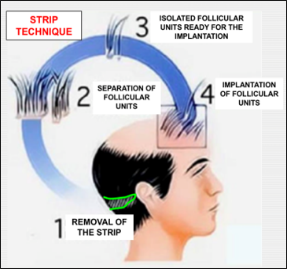 STRIP
TECHNIQUE
3
ISOLATED FOLLICULAR
UNITS READY FOR THE
IMPLANTATION
2
SEPARATION OF
FOLLICULAR
UNITS
4
IMPLANTATION
OF FOLLICULAR
UNITS
1
REMOVAL OF
THE STRIP